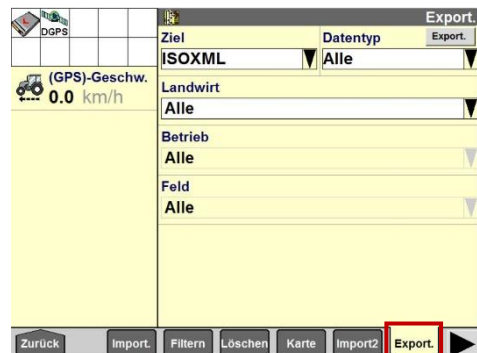 DGPS
(GPS)-Geschw.
0.0 km/h
Export.
Ziel
Datentyp
Export.
ISOXML
Alle
Landwirt
Alle
Betrieb
Alle
Feld
Alle
Zurück
Import.
Filtern
Löschen
Karte
Import2
Export.